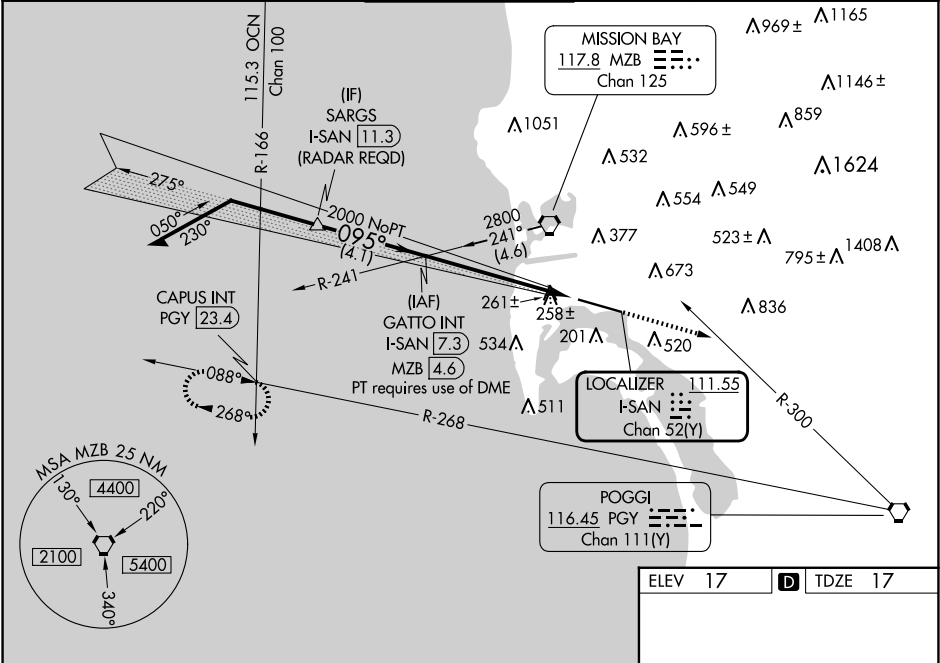 115.3 OCN
Chan 100
R-166
(IF)
SARGS
I-SAN 11.3
(RADAR REQD)
MISSION BAY
117.8 MZB
Chan 125
969±
1165
1146±
859
1051
596±
532
1624
554
549
275°
050°
230°
2000 NoPT
095°
(4.1)
2800
241°
(4.6)
R-241
377
523±
795±
1408
673
836
CAPUS INT
PGY 23.4
(IAF)
GATTO INT
I-SAN 7.3
MZB 4.6
PT requires use of DME
261±
258±
534
201
520
511
088°
268°
R-268
LOCALIZER 111.55
I-SAN
Chan 52(Y)
R-300
POGGI
116.45 PGY
Chan 111(Y)
MSA MZB 25 NM
130°
4400
220°
2100
5400
340°
ELEV 17 D TDZE 17